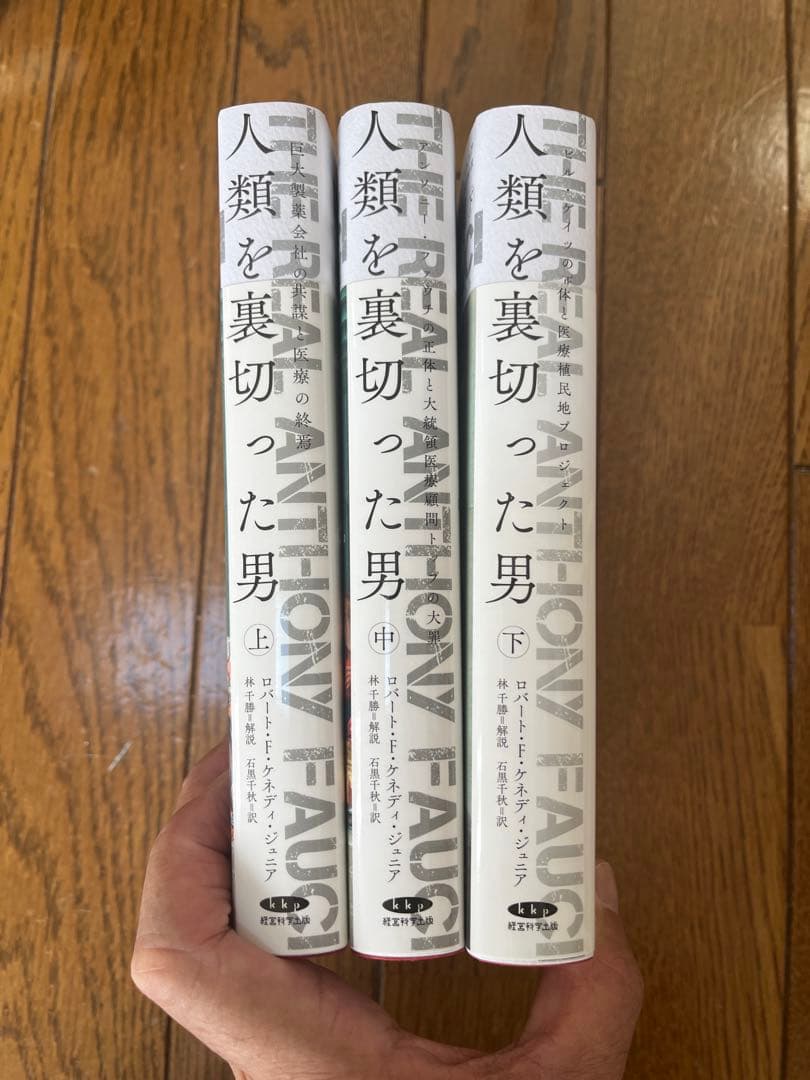 人類を裏切った男
巨大製薬会社の共謀と医療の終焉
上
ロバート・F・ケネディ・ジュニア
林 千勝=解説 石黒千秋=訳
THE REAL ANTHONY FAUCI
kkp
経営科学出版
人類を裏切った男
アンソニー・ファウチの正体と大統領医療顧問トップの大罪
中
ロバート・F・ケネディ・ジュニア
林 千勝=解説 石黒千秋=訳
THE REAL ANTHONY FAUCI
kkp
経営科学出版
人類を裏切った男
ビル・ゲイツの正体と医療植民地プロジェクト
下
ロバート・F・ケネディ・ジュニア
林 千勝=解説 石黒千秋=訳
THE REAL ANTHONY FAUCI
kkp
経営科学出版